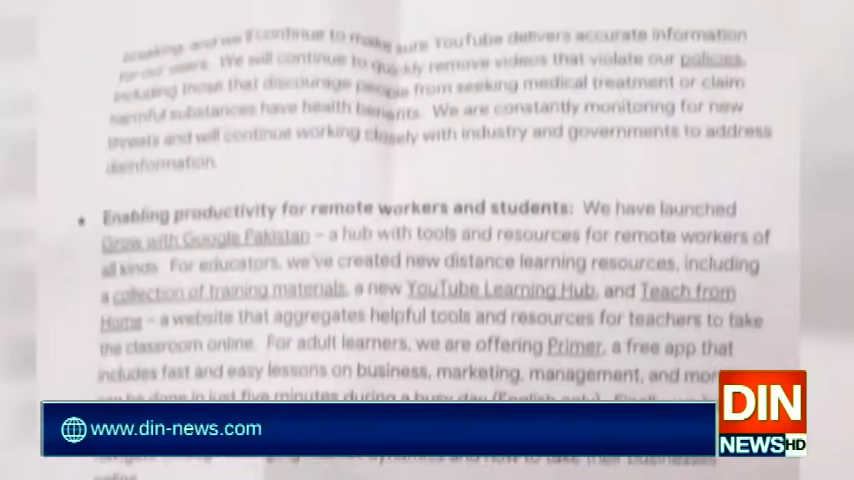 breaking, and we'll continue to make sure YouTube delivers accurate information
for our users. We will continue to quickly remove videos that violate our policies,
including those that discourage people from seeking medical treatment or claim
harmful substances have health benefits. We are constantly monitoring for new
threats and will continue working closely with industry and governments to address
disinformation.
• Enabling productivity for remote workers and students: We have launched
Grow with Google Pakistan – a hub with tools and resources for remote workers of
all kinds. For educators, we've created new distance learning resources, including
a collection of training materials, a new YouTube Learning Hub, and Teach from
Home – a website that aggregates helpful tools and resources for teachers to take
the classroom online. For adult learners, we are offering Primer, a free app that
includes fast and easy lessons on business, marketing, management, and
can be done in just five minutes during a busy day (English only).
www.din-news.com
DIN
NEWS HD
and how to take their businesses
online